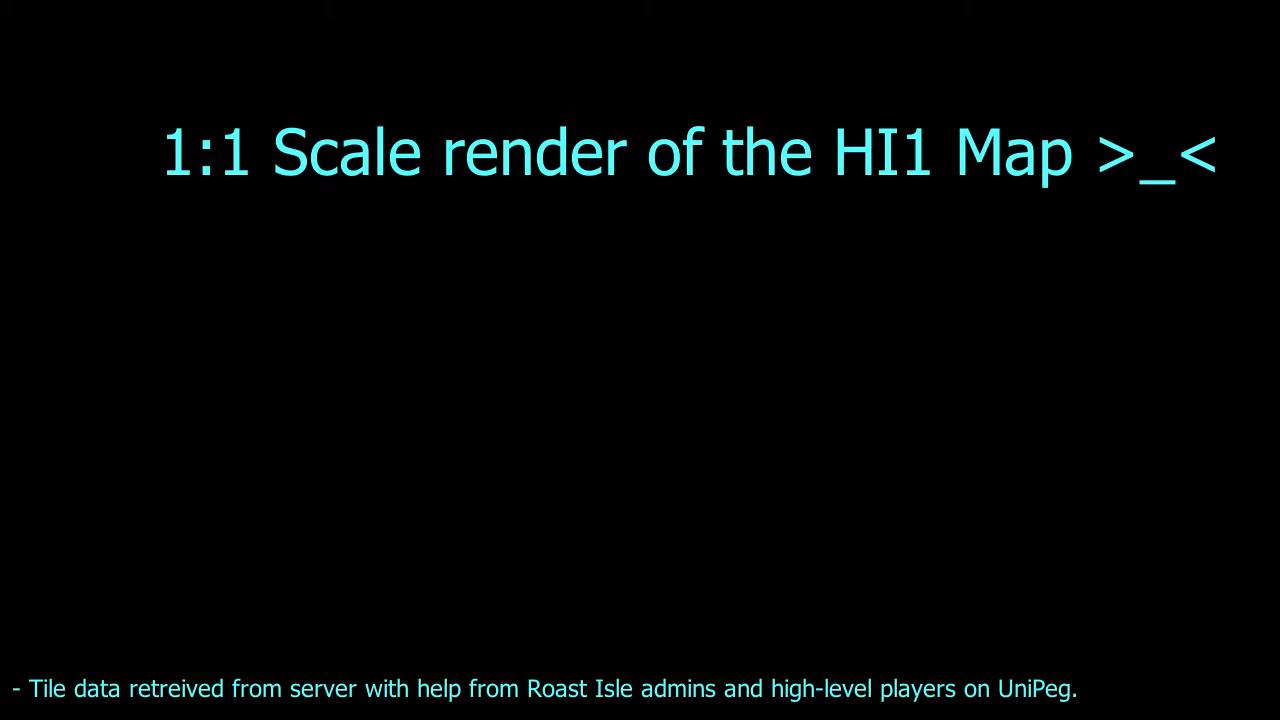 1:1 Scale render of the HI1 Map >_<
- Tile data retreived from server with help from Roast Isle admins and high-level players on UniPeg.